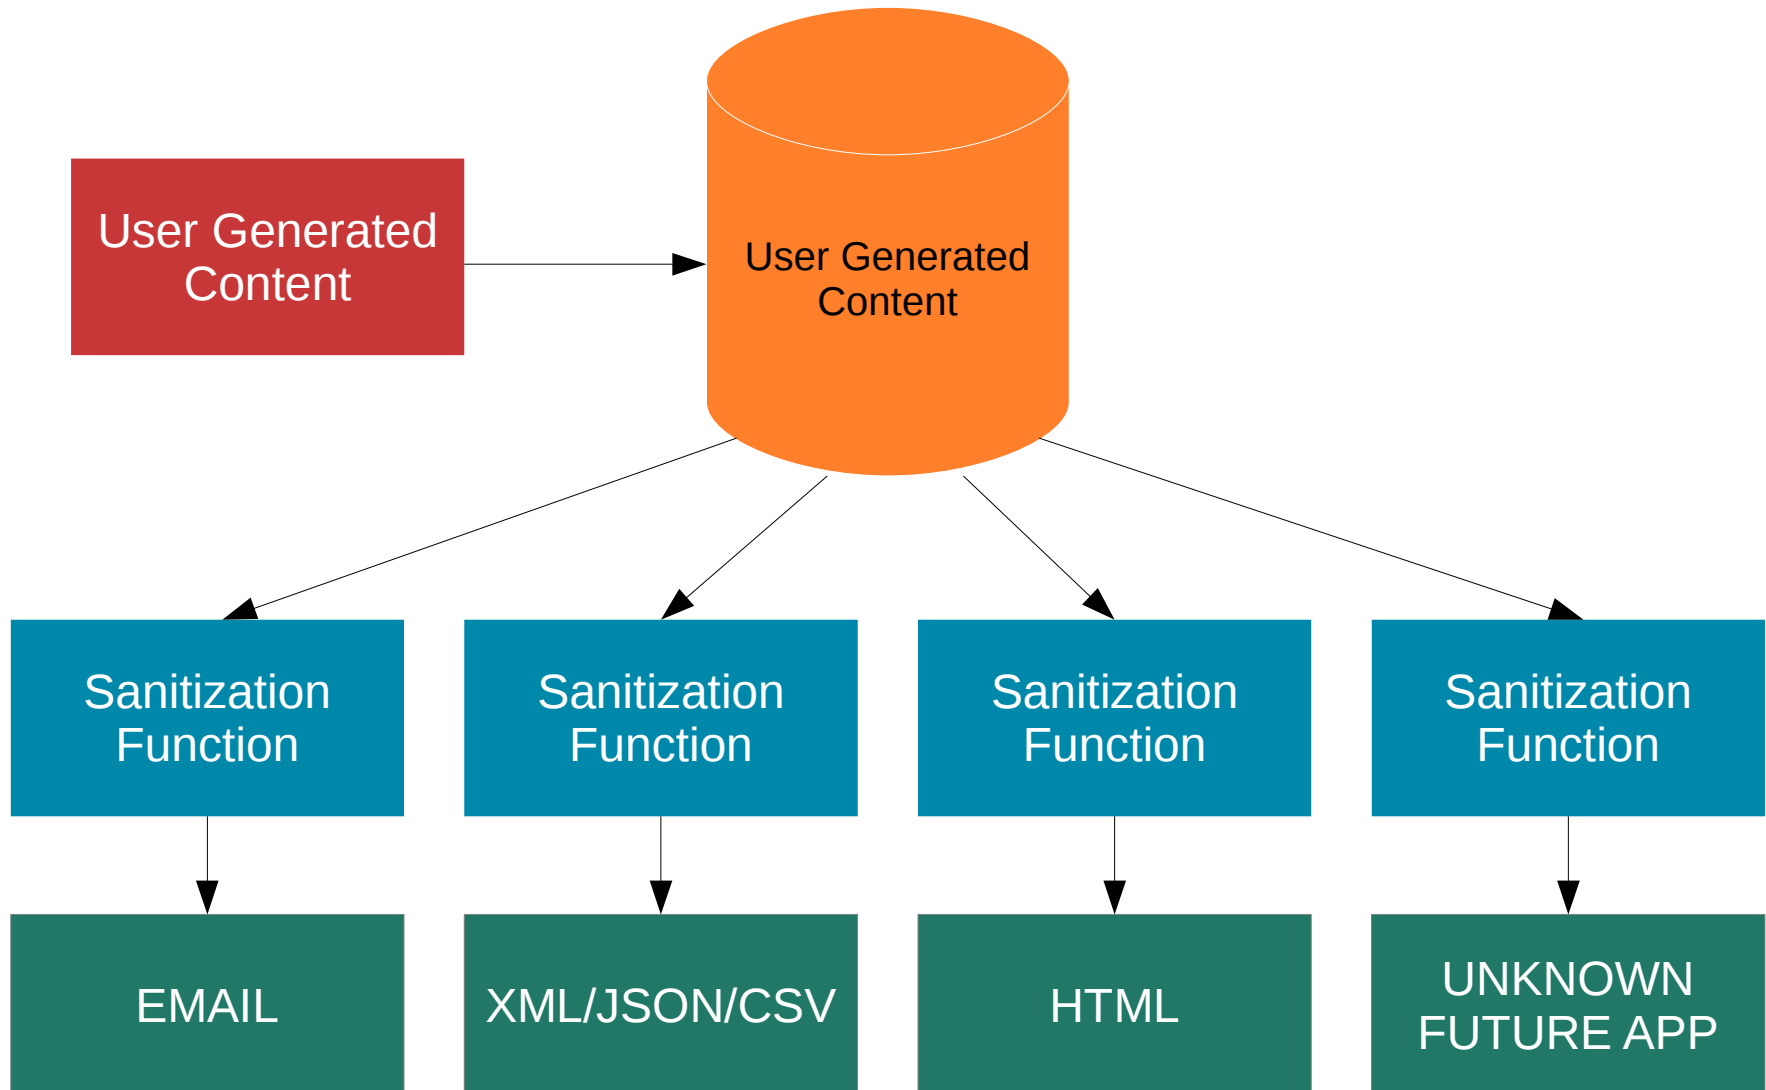 User Generated
Content
User Generated
Content
Sanitization
Function
Sanitization
Function
Sanitization
Function
Sanitization
Function
EMAIL
XML/JSON/CSV
HTML
UNKNOWN
FUTURE APP